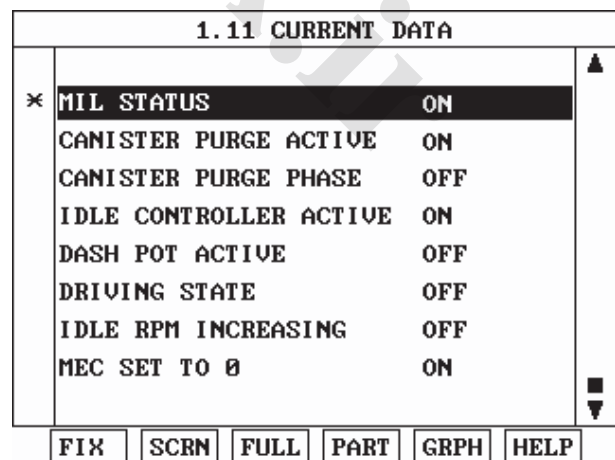 1.11 CURRENT DATA
* MIL STATUS ON
CANISTER PURGE ACTIVE ON
CANISTER PURGE PHASE OFF
IDLE CONTROLLER ACTIVE ON
DASH POT ACTIVE OFF
DRIVING STATE OFF
IDLE RPM INCREASING OFF
MEC SET TO 0 ON
FIX SCRN FULL PART GRPH HELP